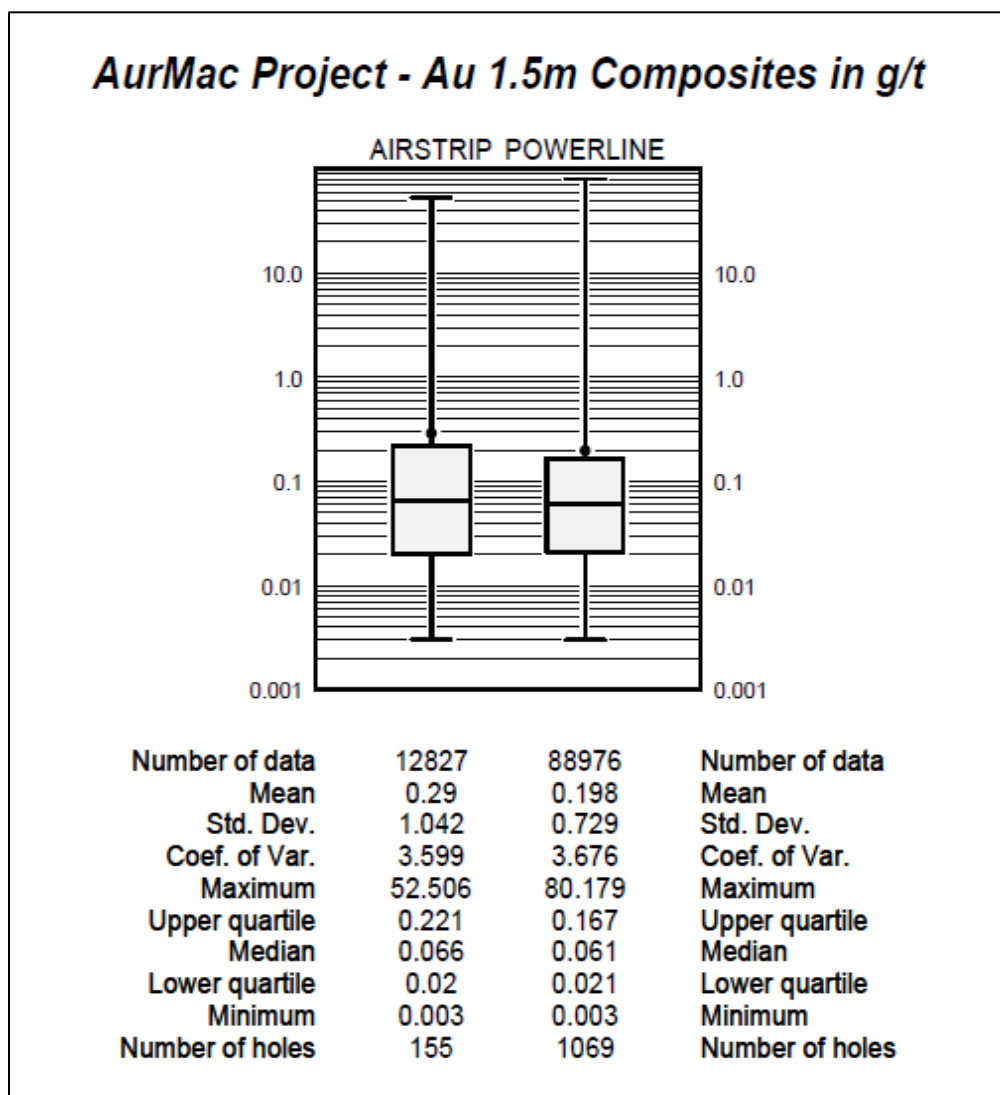 AurMac Project - Au 1.5m Composites in g/t
AIRSTRIP POWERLINE
10.0 10.0
1.0 1.0
0.1 0.1
0.01 0.01
0.001 0.001
Number of data 12827 88976 Number of data
Mean 0.29 0.198 Mean
Std. Dev. 1.042 0.729 Std. Dev.
Coef. of Var. 3.599 3.676 Coef. of Var.
Maximum 52.506 80.179 Maximum
Upper quartile 0.221 0.167 Upper quartile
Median 0.066 0.061 Median
Lower quartile 0.02 0.021 Lower quartile
Minimum 0.003 0.003 Minimum
Number of holes 155 1069 Number of holes